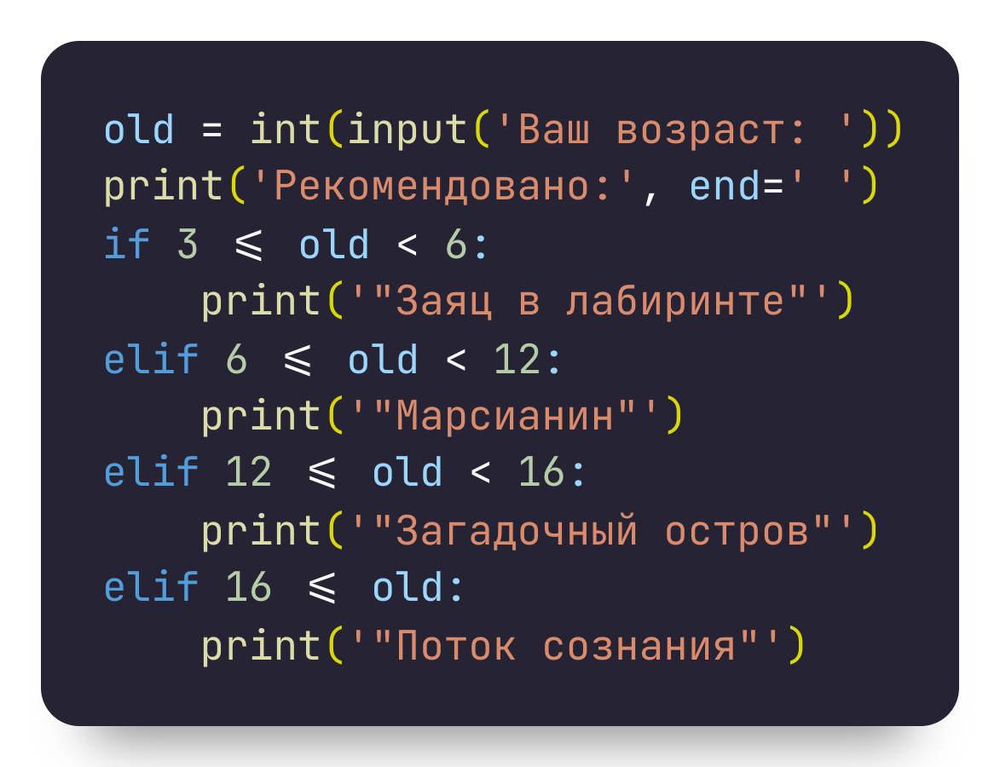 old = int(input('Ваш возраст: '))
print('Рекомендовано:', end=' ')
if 3 <= old < 6:
    print('"Заяц в лабиринте"')
elif 6 <= old < 12:
    print('"Марсианин"')
elif 12 <= old < 16:
    print('"Загадочный остров"')
elif 16 <= old:
    print('"Поток сознания"')